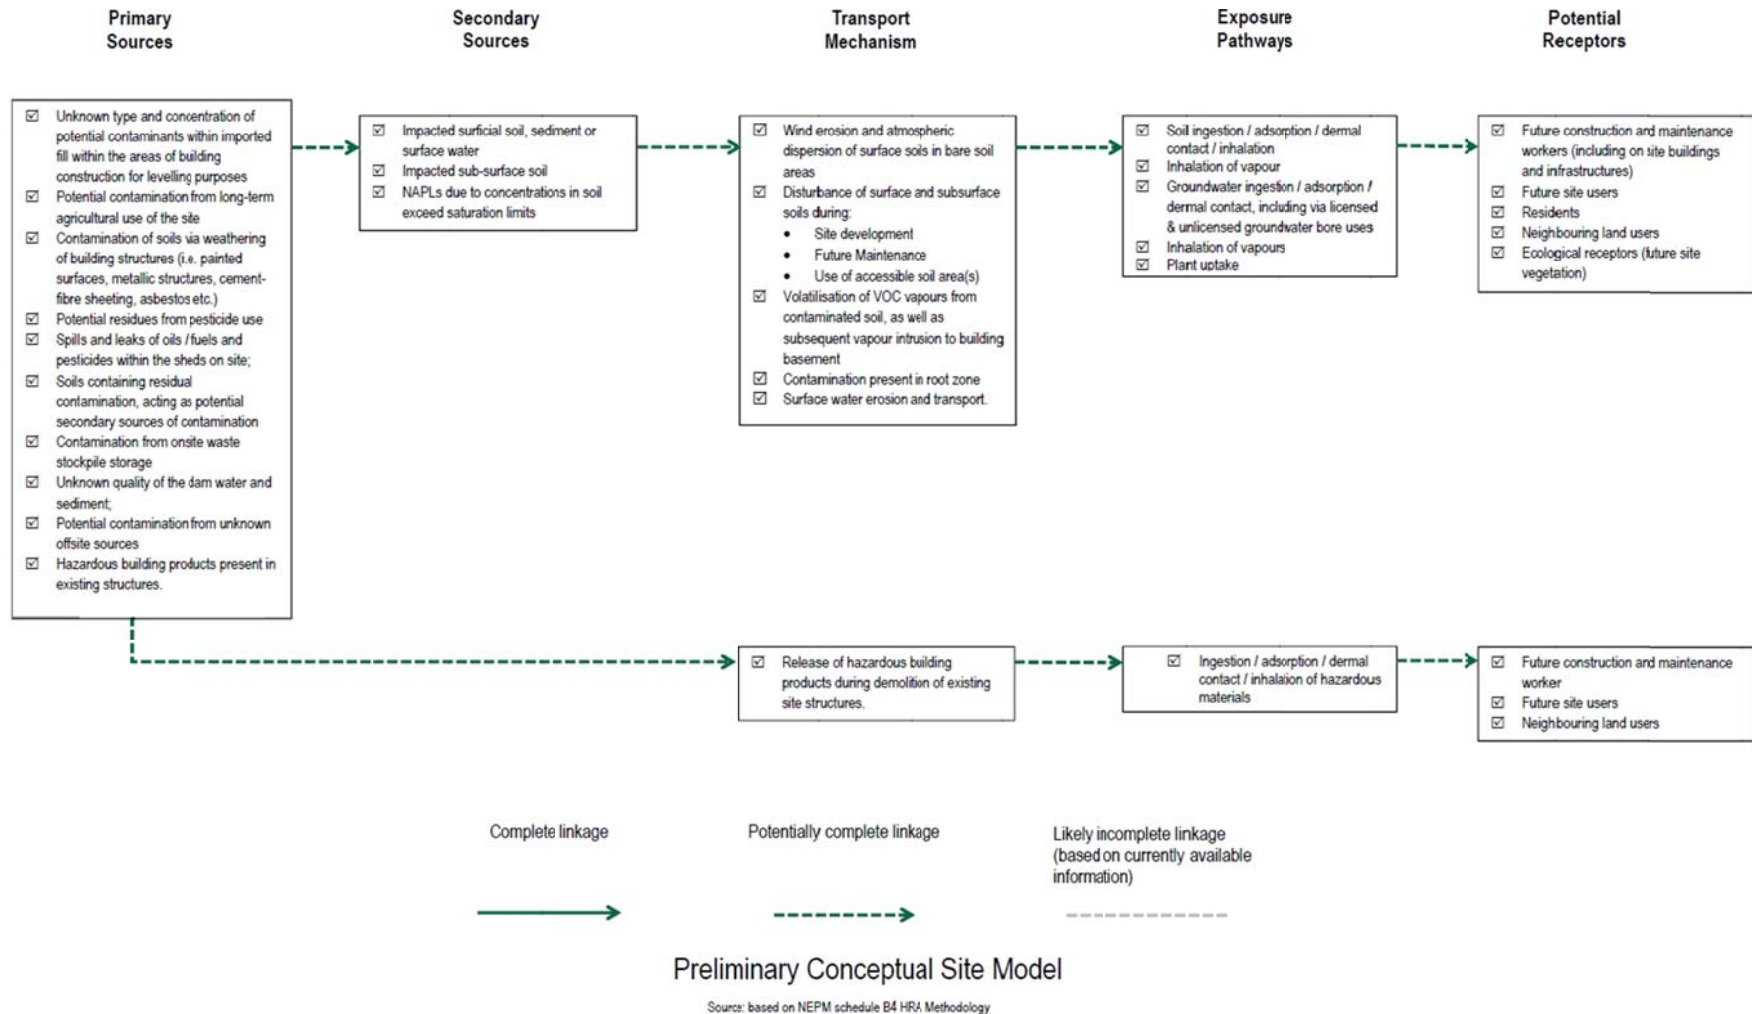 Primary
Sources
Secondary
Sources
Transport
Mechanism
Exposure
Pathways
Potential
Receptors
Unknown type and concentration of
potential contaminants within imported
fill within the areas of building
construction for levelling purposes
Potential contamination from long-term
agricultural use of the site
Contamination of soils via weathering
of building structures (i.e. painted
surfaces, metallic structures, cement-
fibre sheeting, asbestos etc.)
Potential residues from pesticide use
Spills and leaks of oils / fuels and
pesticides within the sheds on site;
Soils containing residual
contamination, acting as potential
secondary sources of contamination
Contamination from onsite waste
stockpile storage
Unknown quality of the dam water and
sediment;
Potential contamination from unknown
offsite sources
Hazardous building products present in
existing structures.
Impacted surficial soil, sediment or
surface water
Impacted sub-surface soil
NAPLs due to concentrations in soil
exceed saturation limits
Wind erosion and atmospheric
dispersion of surface soils in bare soil
areas
Disturbance of surface and subsurface
soils during:
• Site development
• Future Maintenance
• Use of accessible soil area(s)
Volatilisation of VOC vapours from
contaminated soil, as well as
subsequent vapour intrusion to building
basement
Contamination present in root zone
Surface water erosion and transport.
Soil ingestion / adsorption / dermal
contact / inhalation
Inhalation of vapour
Groundwater ingestion / adsorption /
dermal contact, including via licensed
& unlicensed groundwater bore uses
Inhalation of vapours
Plant uptake
Future construction and maintenance
workers (including on site buildings
and infrastructures)
Future site users
Residents
Neighbouring land users
Ecological receptors (future site
vegetation)
Release of hazardous building
products during demolition of existing
site structures.
Ingestion / adsorption / dermal
contact / inhalation of hazardous
materials
Future construction and maintenance
worker
Future site users
Neighbouring land users
Complete linkage
Potentially complete linkage
Likely incomplete linkage
(based on currently available
information)
Preliminary Conceptual Site Model
Source: based on NEPM schedule B4 HRA Methodology